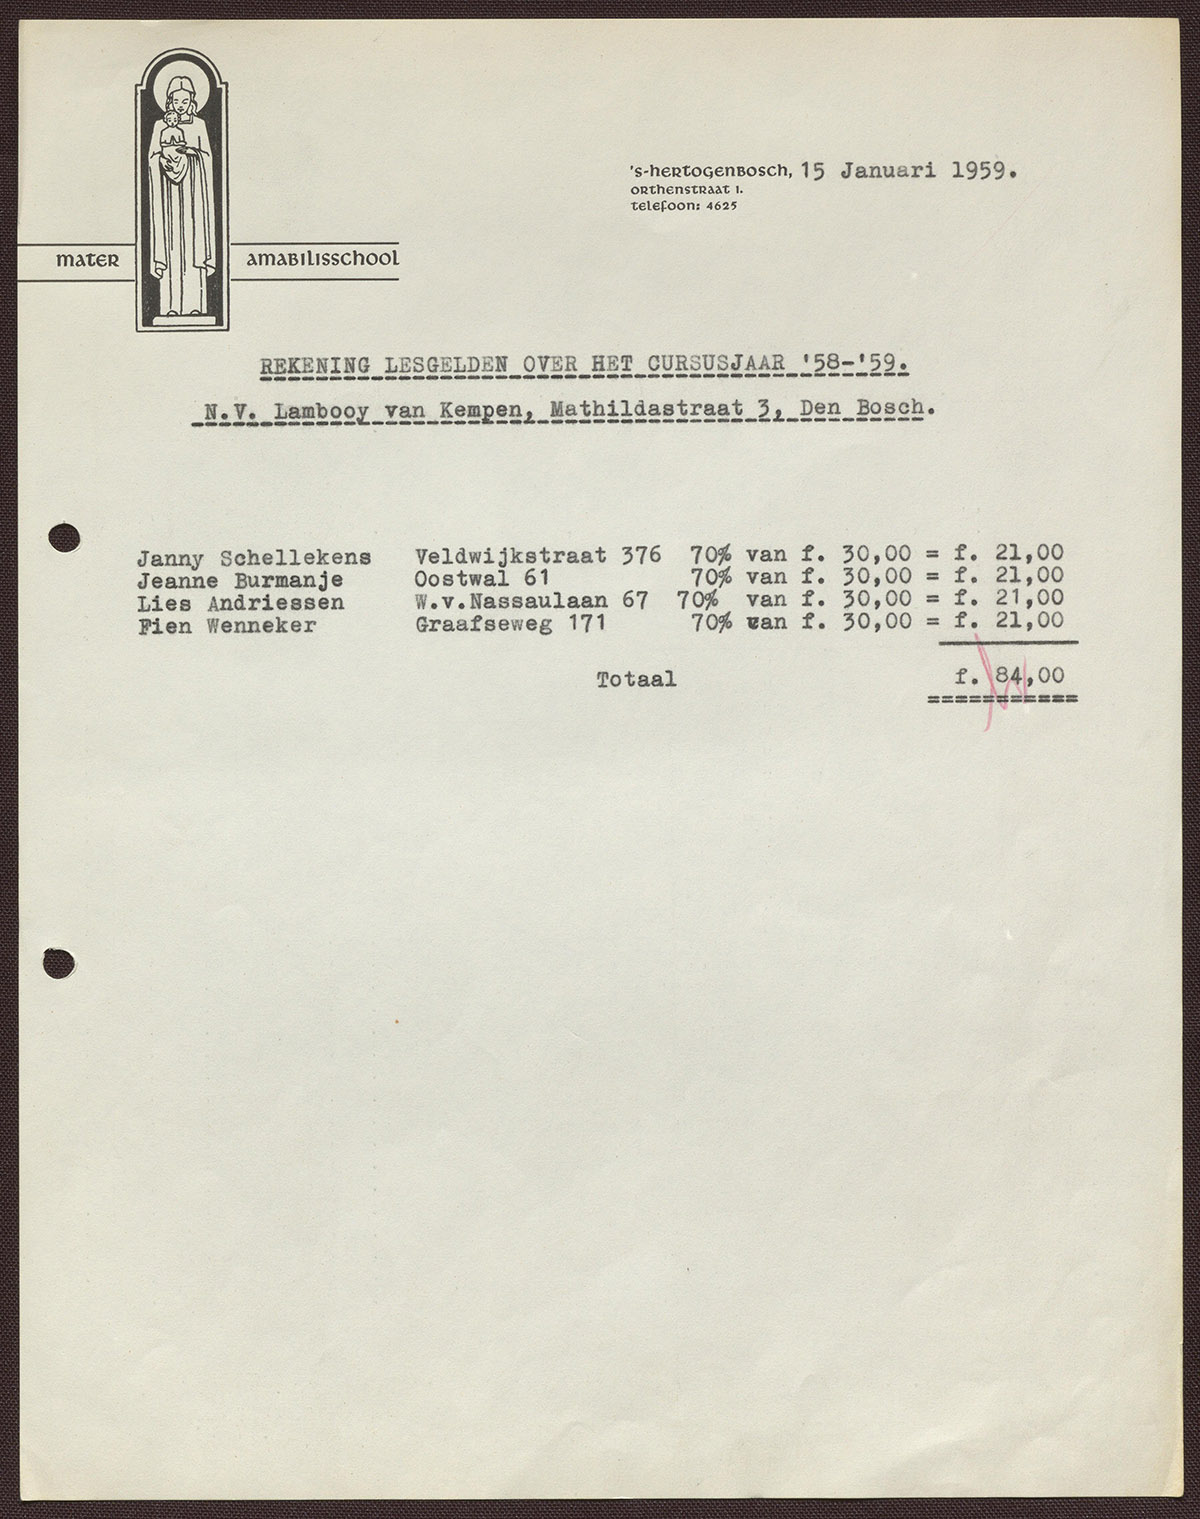 's-hertogenbosch, 15 Januari 1959.
orthenstraat 1.
telefoon: 4625
mater amabilisschool
REKENING LESGELDEN OVER HET CURSUSJAAR '58-'59.
N.V. Lambooy van Kempen, Mathildastraat 3, Den Bosch.
Janny Schellekens Veldwijkstraat 376 70% van f. 30,00 = f. 21,00
Jeanne Burmanje Oostwal 61 70% van f. 30,00 = f. 21,00
Lies Andriessen W.v.Nassaulaan 67 70% van f. 30,00 = f. 21,00
Fien Wenneker Graafseweg 171 70% van f. 30,00 = f. 21,00
Totaal f. 84,00